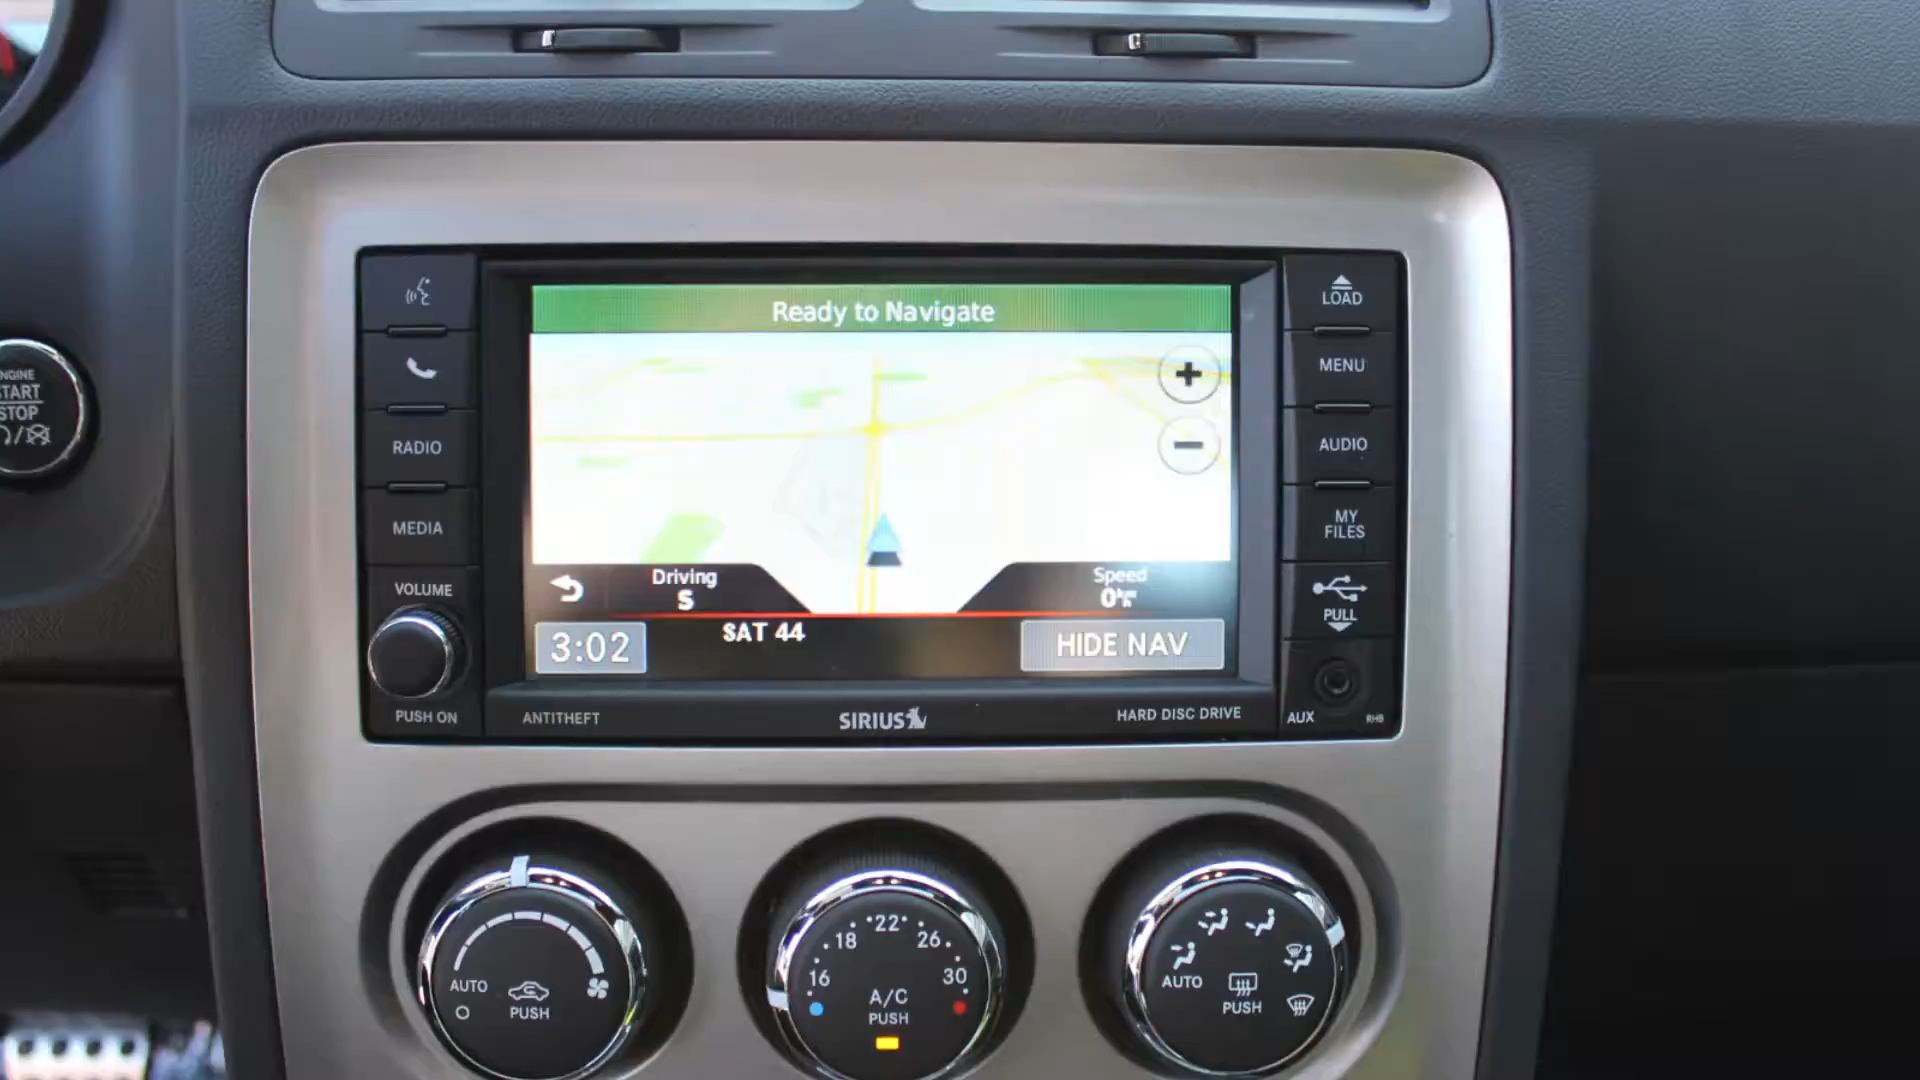 LOAD
Ready to Navigate
MENU
ENGINE
START
STOP
RADIO
AUDIO
MEDIA
MY
FILES
VOLUME
Driving
S
Speed
0
PULL
3:02
SAT 44
HIDE NAV
PUSH ON
ANTITHEFT
SIRIUS
HARD DISC DRIVE
AUX
RHB
AUTO
PUSH
16
18
22
26
30
A/C
PUSH
AUTO
PUSH